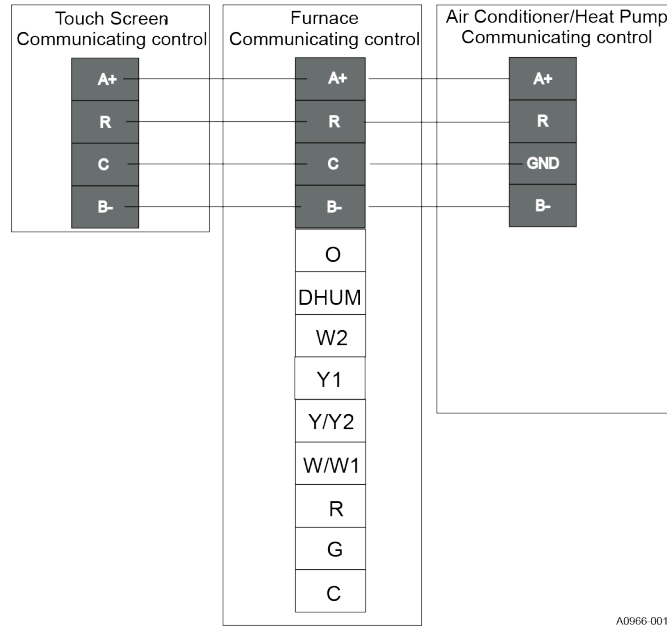 Touch Screen
Communicating control
A+
R
C
B-
Furnace
Communicating control
A+
R
C
B-
O
DHUM
W2
Y1
Y/Y2
W/W1
R
G
C
Air Conditioner/Heat Pump
Communicating control
A+
R
GND
B-
A0966-001